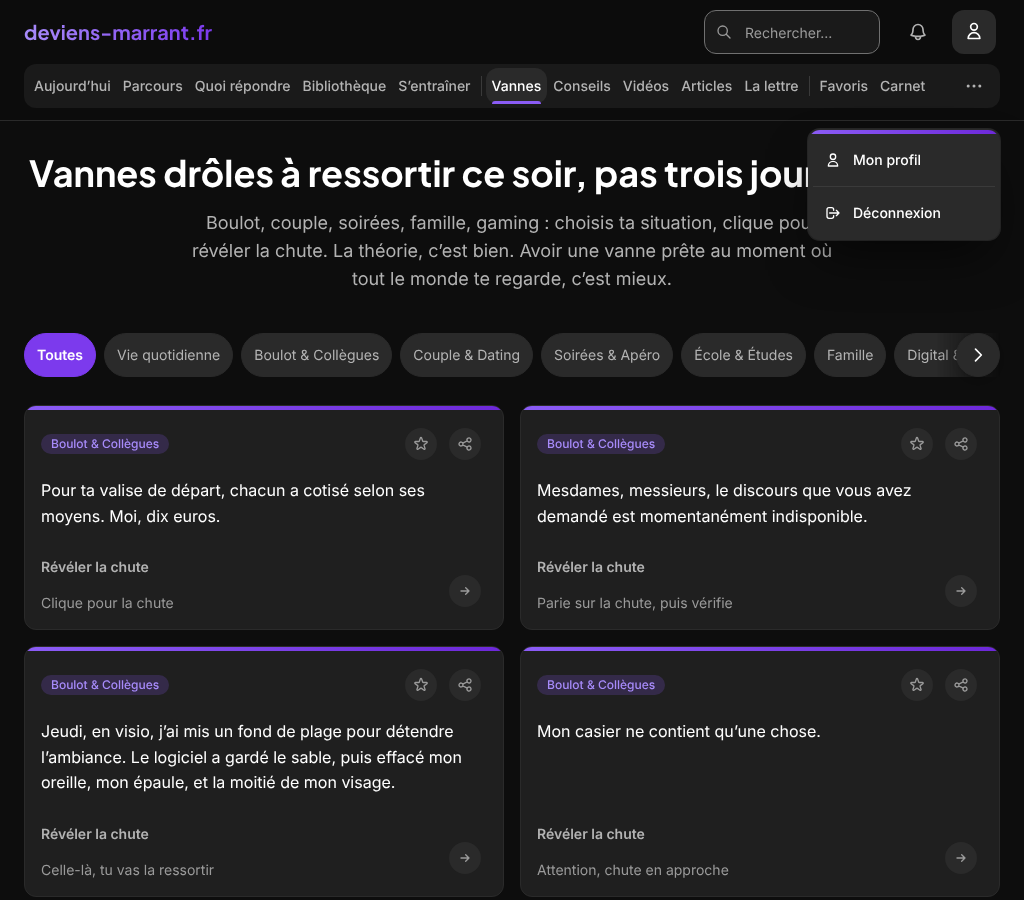 deviens-marrant.fr
Rechercher...
Aujourd’hui Parcours Quoi répondre Bibliothèque S’entraîner Vannes Conseils Vidéos Articles La lettre Favoris Carnet
Mon profil
Déconnexion
Vannes drôles à ressortir ce soir, pas trois
Boulot, couple, soirées, famille, gaming : choisis ta situation, clique
révéler la chute. La théorie, c’est bien. Avoir une vanne prête au moment où
tout le monde te regarde, c’est mieux.
Toutes Vie quotidienne Boulot & Collègues Couple & Dating Soirées & Apéro École & Études Famille Digital &
Boulot & Collègues
Pour ta valise de départ, chacun a cotisé selon ses
moyens. Moi, dix euros.
Révéler la chute
Clique pour la chute
Boulot & Collègues
Mesdames, messieurs, le discours que vous avez
demandé est momentanément indisponible.
Révéler la chute
Parie sur la chute, puis vérifie
Boulot & Collègues
Jeudi, en visio, j’ai mis un fond de plage pour détendre
l’ambiance. Le logiciel a gardé le sable, puis effacé mon
oreille, mon épaule, et la moitié de mon visage.
Révéler la chute
Celle-là, tu vas la ressortir
Boulot & Collègues
Mon casier ne contient qu’une chose.
Révéler la chute
Attention, chute en approche